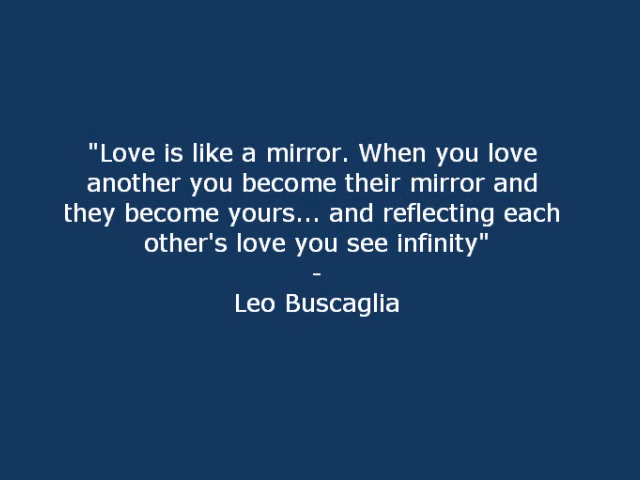 "Love is like a mirror. When you love
another you become their mirror and
they become yours... and reflecting each
other's love you see infinity"
-
Leo Buscaglia